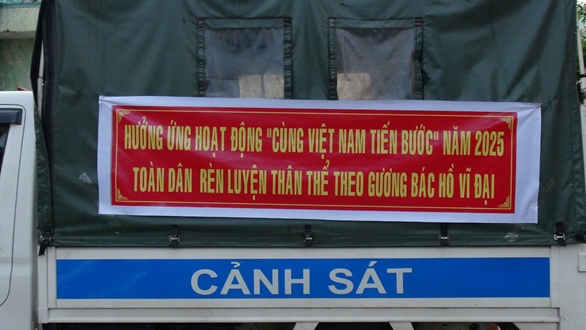 HƯỞNG ỨNG HOẠT ĐỘNG "CÙNG VIỆT NAM TIẾN BƯỚC" NĂM 2025
TOÀN DÂN RÈN LUYỆN THÂN THỂ THEO GƯƠNG BÁC HỒ VĨ ĐẠI
CẢNH SÁT